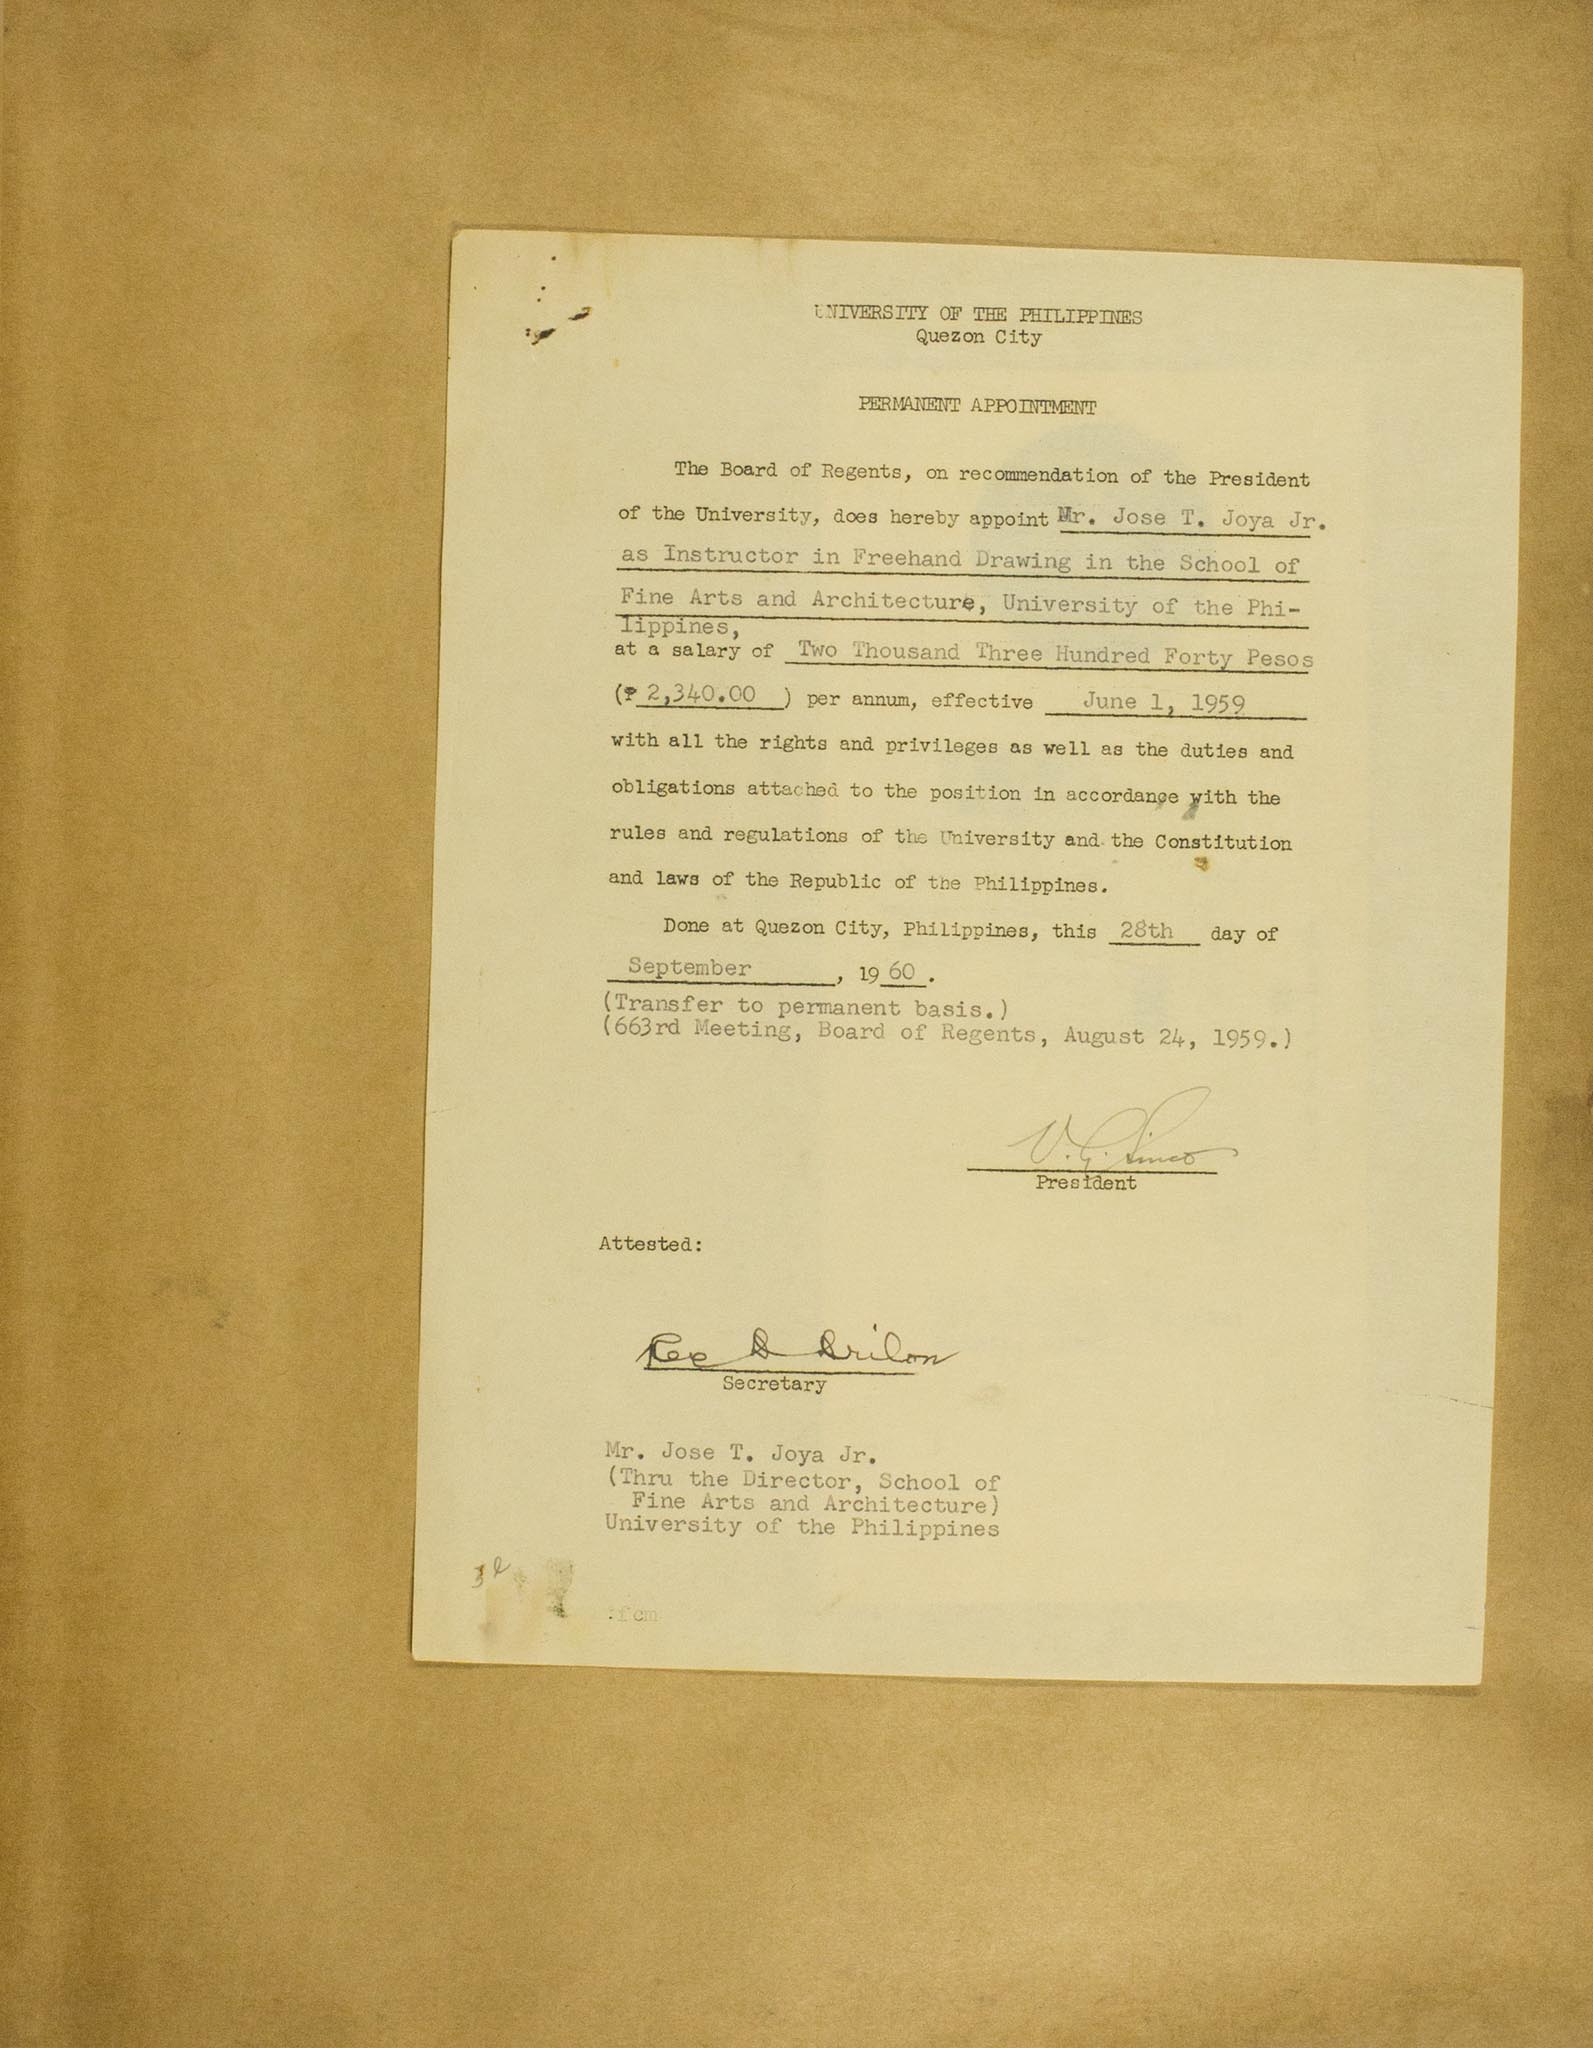 UNIVERSITY OF THE PHILIPPINES
Quezon City
PERMANENT APPOINTMENT
The Board of Regents, on recommendation of the President
of the University, does hereby appoint Mr. Jose T. Joya Jr.
as Instructor in Freehand Drawing in the School of
Fine Arts and Architecture, University of the Phi-
lippines,
at a salary of Two Thousand Three Hundred Forty Pesos
(₱ 2,340.00 ) per annum, effective June 1, 1959
with all the rights and privileges as well as the duties and
obligations attached to the position in accordance with the
rules and regulations of the University and the Constitution
and laws of the Republic of the Philippines.
Done at Quezon City, Philippines, this 28th day of
September , 19 60 .
(Transfer to permanent basis.)
(663rd Meeting, Board of Regents, August 24, 1959.)
V. G. Sinco
President
Attested:
Rex D Drilon
Secretary
Mr. Jose T. Joya Jr.
(Thru the Director, School of
Fine Arts and Architecture)
University of the Philippines
:fcm